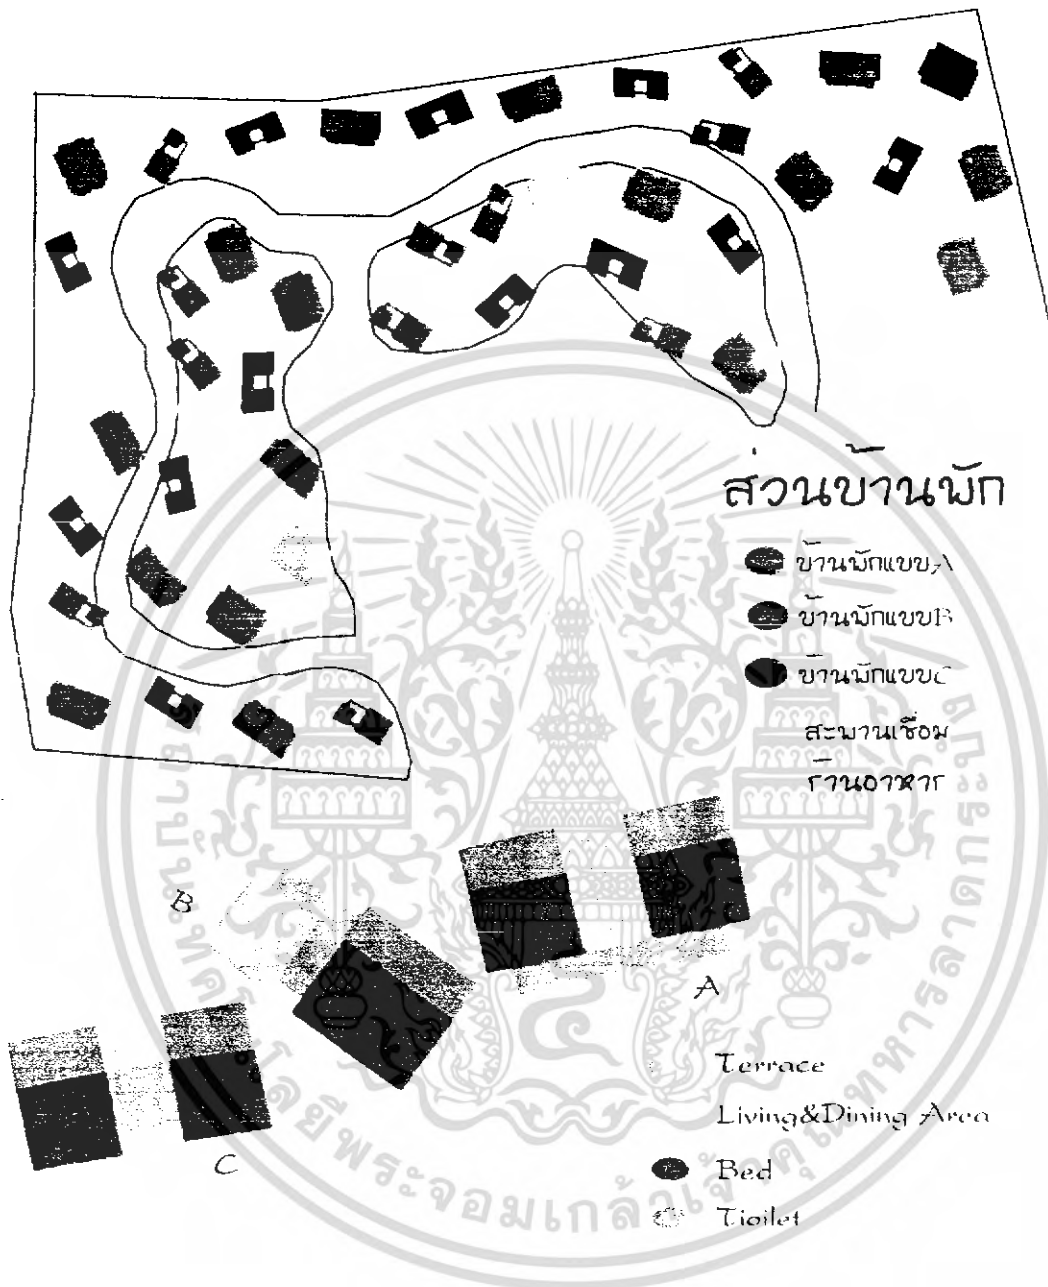 ส่วนบ้านพัก
บ้านพักแบบA
บ้านพักแบบB
บ้านพักแบบC
สะพานเชื่อม
ร้านอาหาร
B
A
C
Terrace
Living&Dining Area
Bed
Tioilet